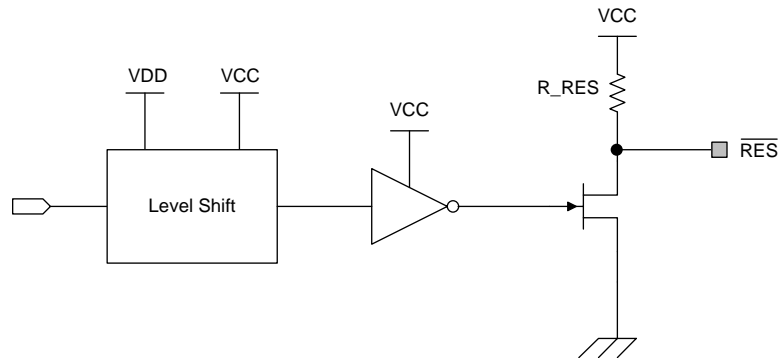 VCC
VDD
VCC
R_RES
VCC
RES
Level Shift